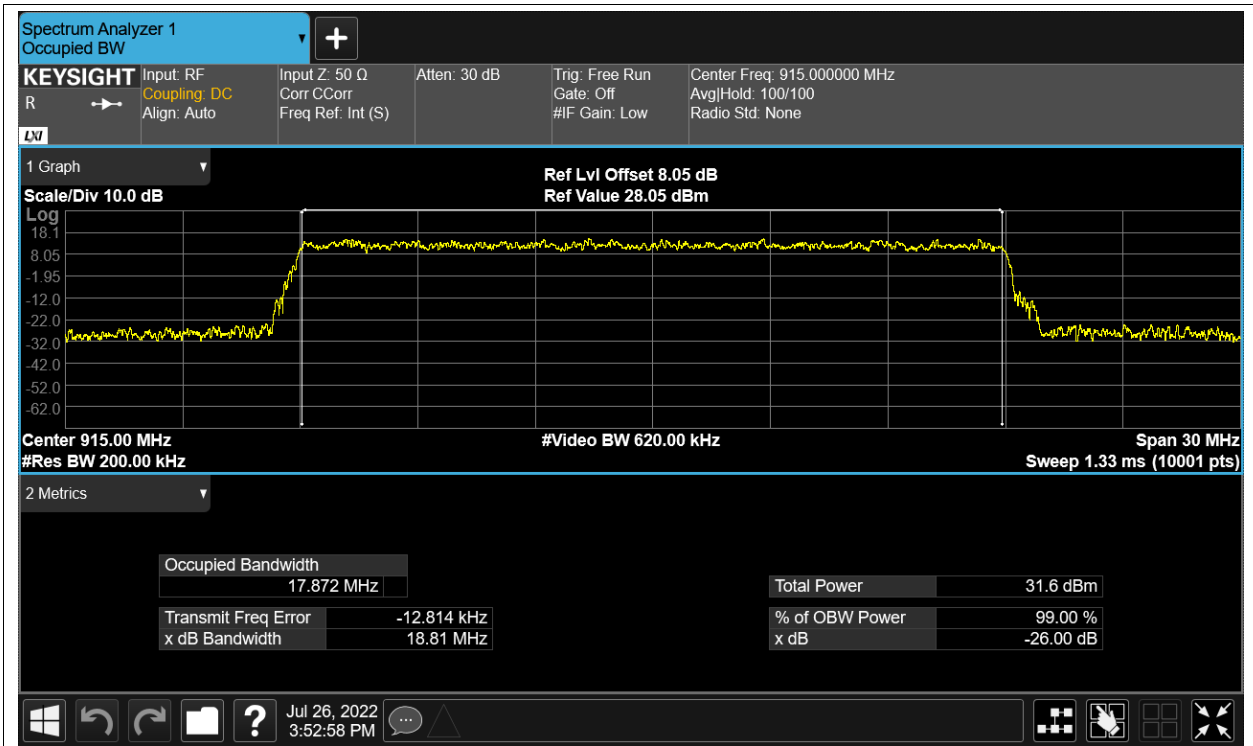 Spectrum Analyzer 1
Occupied BW
KEYSIGHT
R
LXI
Input: RF
Coupling: DC
Align: Auto
Input Z: 50 Ω
Corr CCorr
Freq Ref: Int (S)
Atten: 30 dB
Trig: Free Run
Gate: Off
#IF Gain: Low
Center Freq: 915.000000 MHz
Avg|Hold: 100/100
Radio Std: None
1 Graph
Scale/Div 10.0 dB
Ref Lvl Offset 8.05 dB
Ref Value 28.05 dBm
Log
18.1
8.05
-1.95
-12.0
-22.0
-32.0
-42.0
-52.0
-62.0
Center 915.00 MHz
#Res BW 200.00 kHz
#Video BW 620.00 kHz
Span 30 MHz
Sweep 1.33 ms (10001 pts)
2 Metrics
Occupied Bandwidth
17.872 MHz
Transmit Freq Error -12.814 kHz
x dB Bandwidth 18.81 MHz
Total Power 31.6 dBm
% of OBW Power 99.00 %
x dB -26.00 dB
?
Jul 26, 2022
3:52:58 PM